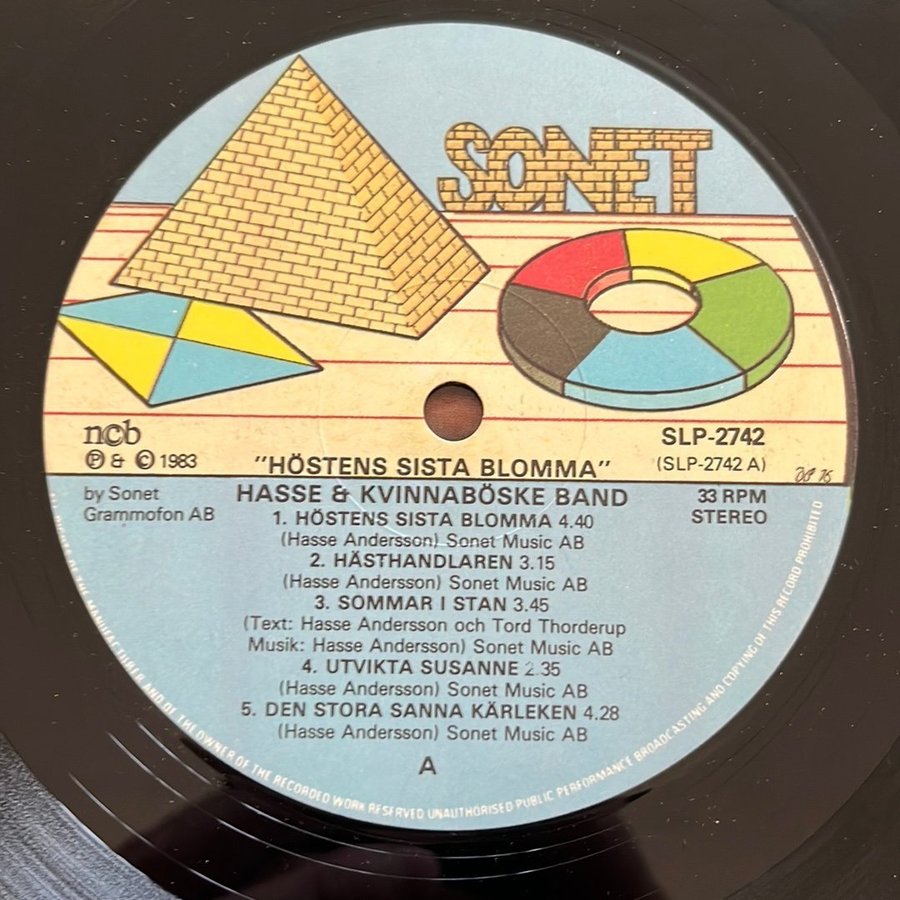 SONET
ncb
Ⓟ & © 1983
by Sonet
Grammofon AB
SLP-2742
(SLP-2742 A)
33 RPM
STEREO
"HÖSTENS SISTA BLOMMA"
HASSE & KVINNABÖSKE BAND
1. HÖSTENS SISTA BLOMMA 4.40
(Hasse Andersson) Sonet Music AB
2. HÄSTHANDLAREN 3.15
(Hasse Andersson) Sonet Music AB
3. SOMMAR I STAN 3.45
(Text: Hasse Andersson och Tord Thorderup
Musik: Hasse Andersson) Sonet Music AB
4. UTVIKTA SUSANNE 2.35
(Hasse Andersson) Sonet Music AB
5. DEN STORA SANNA KÄRLEKEN 4.28
(Hasse Andersson) Sonet Music AB
A
OF THE MANUFACTURER AND OF THE OWNER OF THE RECORDED WORK RESERVED UNAUTHORISED PUBLIC PERFORMANCE BROADCASTING AND COPYING OF THIS RECORD PROHIBITED